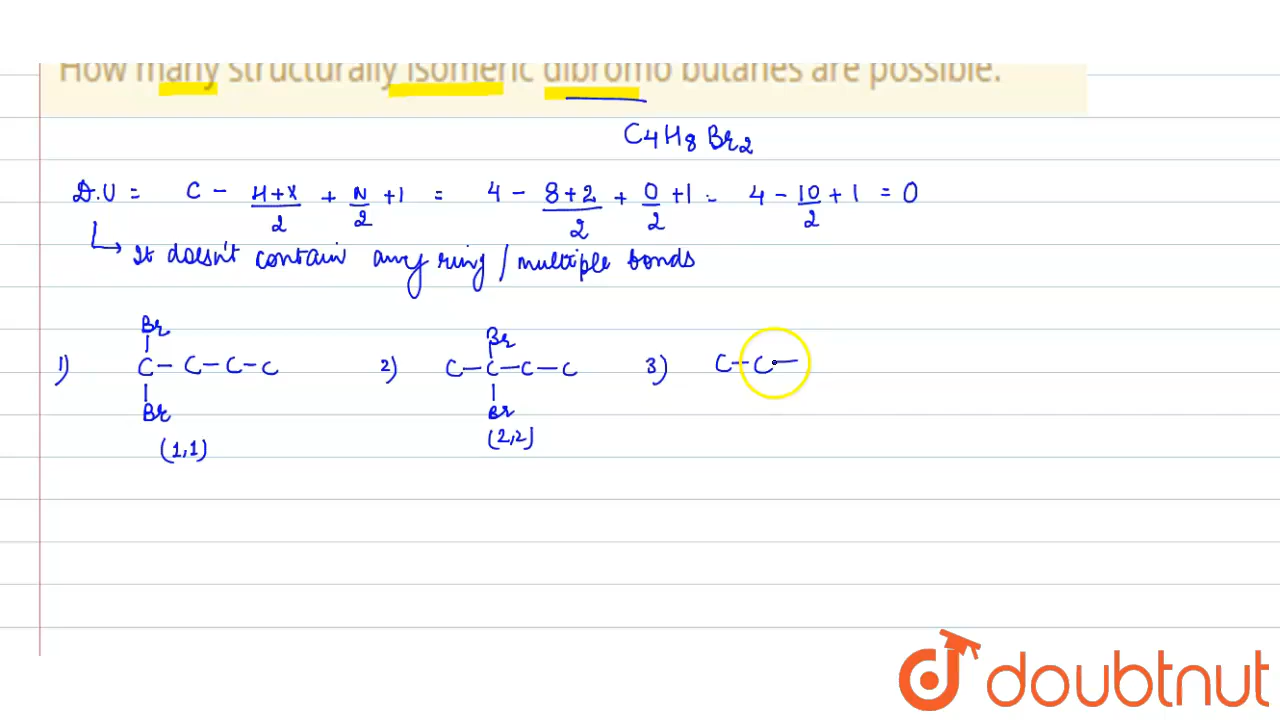 How many structurally isomeric dibromo butanes are possible.
C4H8Br2
D.U = C - H+X/2 + N/2 +1 = 4 - 8+2/2 + 0/2 +1 - 4 - 10/2 + 1 = 0
It doesn't contain any ring / multiple bonds
Br Br
1) C - C - C - C 2) C - C - C - C 3) C - C -
Br Br
(1,1) (2,2)
doubtnut